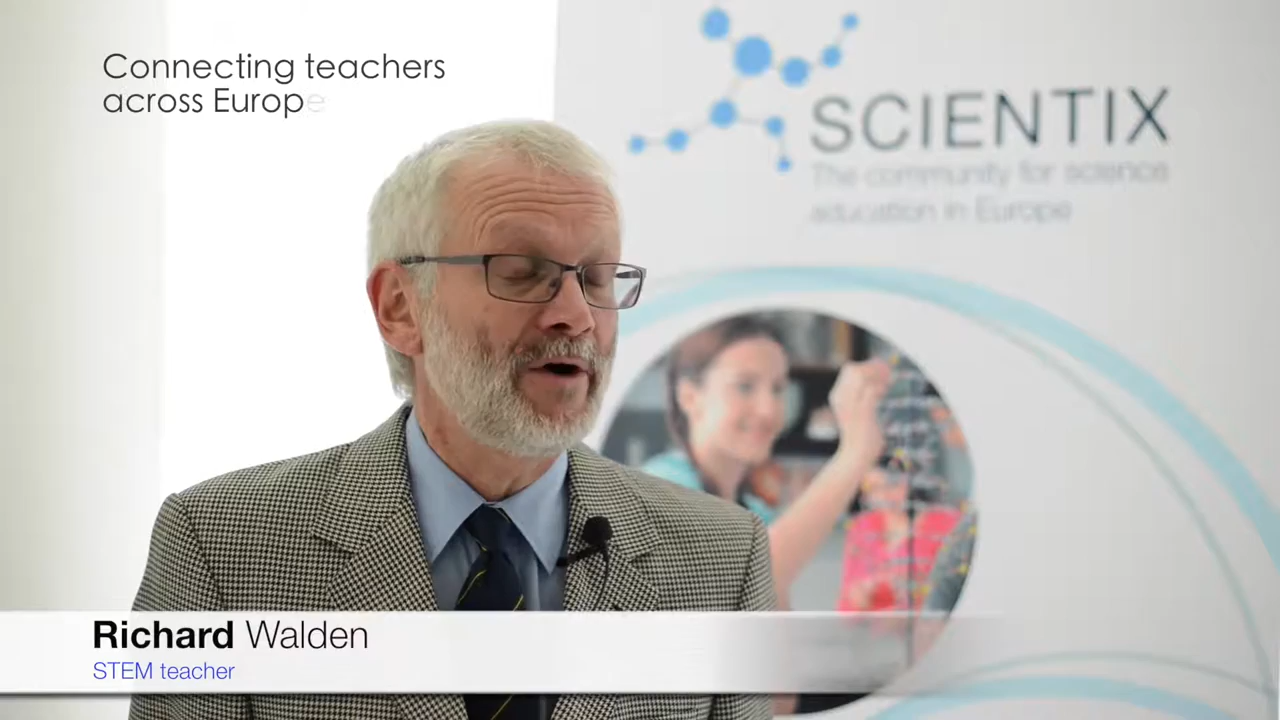 Connecting teachers
across Europe
SCIENTIX
The community for science
education in Europe
Richard Walden
STEM teacher